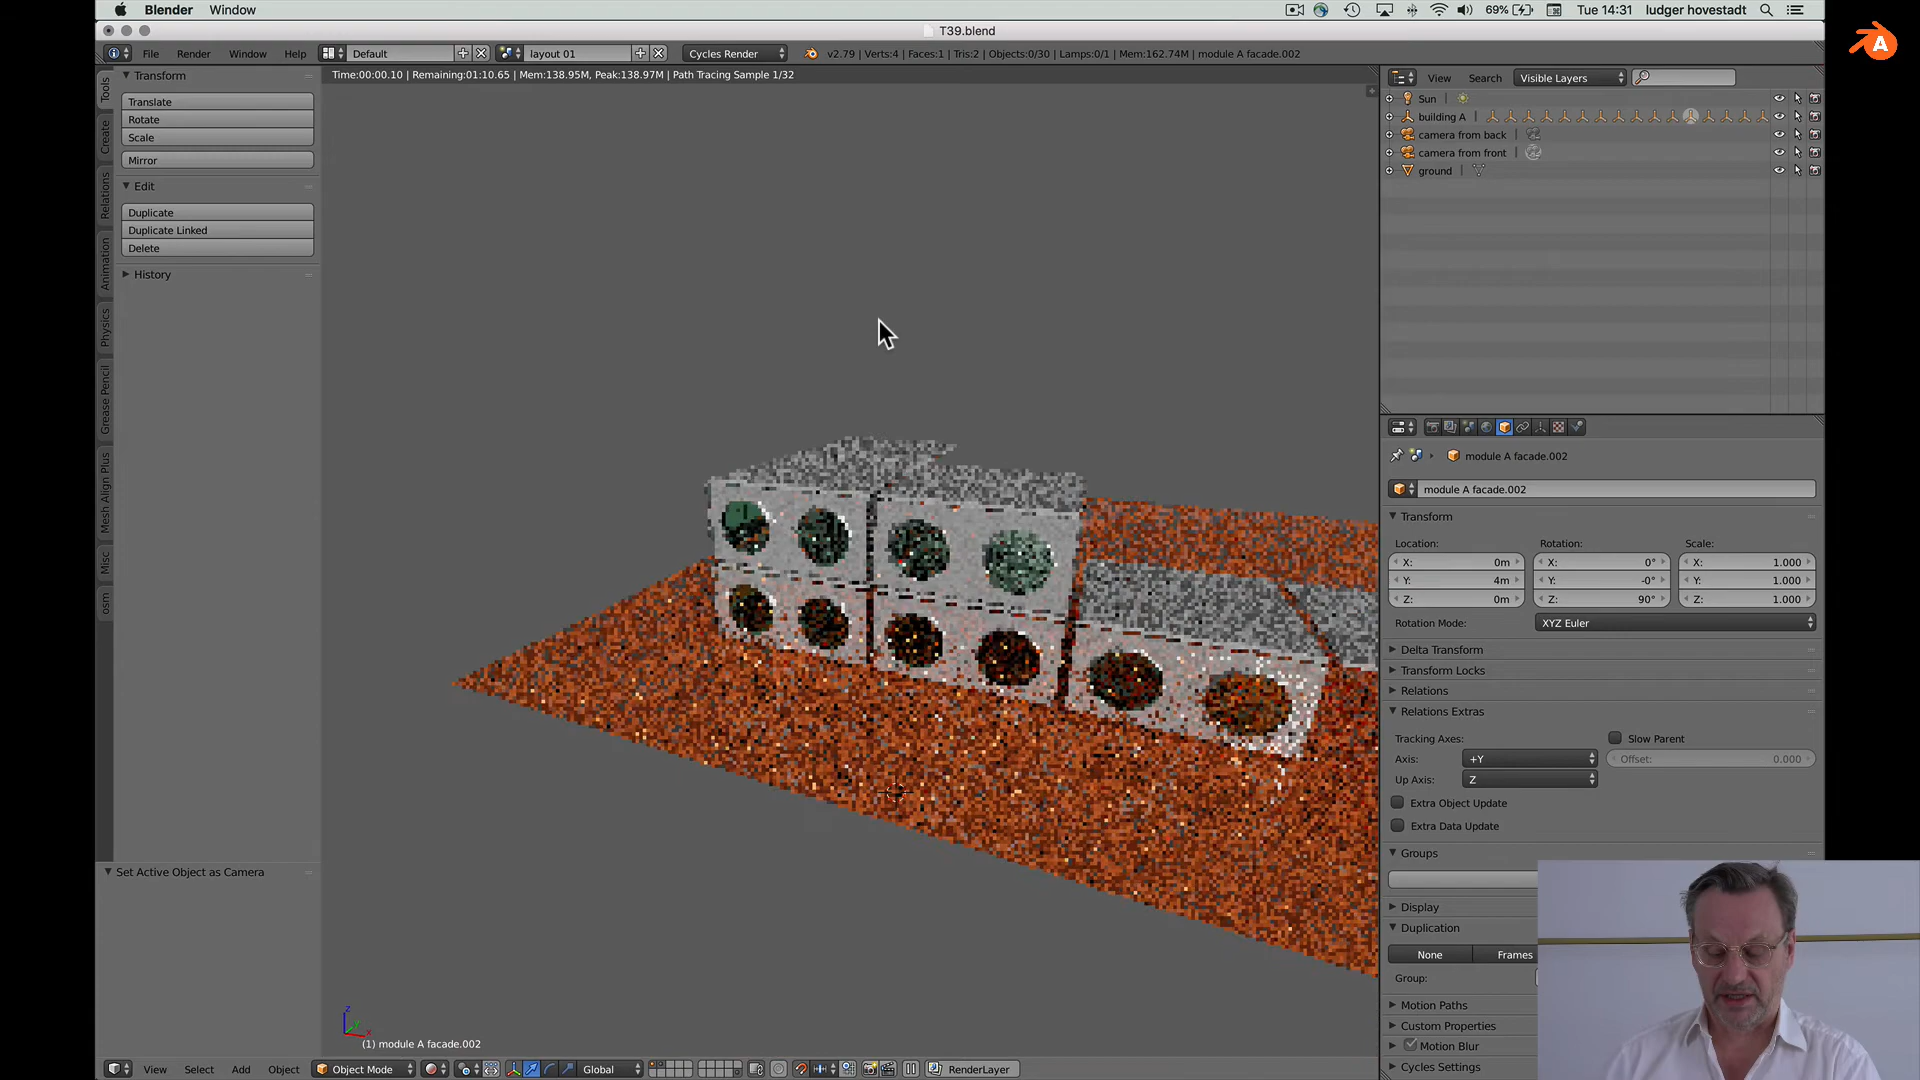 Blender Window 69% Tue 14:31 ludger hovestadt
T39.blend
File Render Window Help Default layout 01 Cycles Render v2.79 | Verts:4 | Faces:1 | Tris:2 | Objects:0/30 | Lamps:0/1 | Mem:162.74M | module A facade.002
Time:00:00.10 | Remaining:01:10.65 | Mem:138.95M, Peak:138.97M | Path Tracing Sample 1/32
Tools
Create
Relations
Animation
Physics
Grease Pencil
Mesh Align Plus
Misc
osm
Transform
Translate
Rotate
Scale
Mirror
Edit
Duplicate
Duplicate Linked
Delete
History
Set Active Object as Camera
z
y
x
(1) module A facade.002
View Select Add Object Object Mode Global RenderLayer
View Search Visible Layers
Sun
building A
camera from back
camera from front
ground
module A facade.002
module A facade.002
Transform
Location: Rotation: Scale:
X: 0m X: 0° X: 1.000
Y: 4m Y: -0° Y: 1.000
Z: 0m Z: 90° Z: 1.000
Rotation Mode: XYZ Euler
Delta Transform
Transform Locks
Relations
Relations Extras
Tracking Axes: Slow Parent
Axis: +Y Offset: 0.000
Up Axis: Z
Extra Object Update
Extra Data Update
Groups
Display
Duplication
None Frames
Group:
Motion Paths
Custom Properties
Motion Blur
Cycles Settings
A